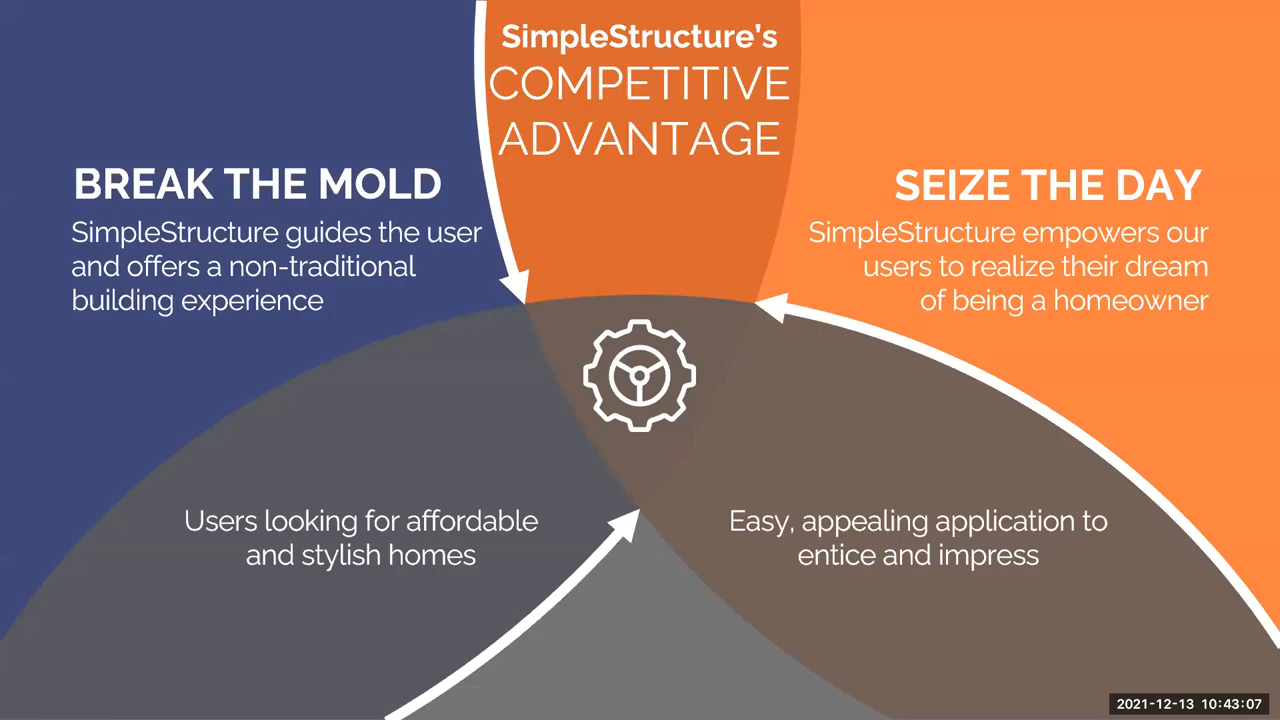 SimpleStructure's
COMPETITIVE
ADVANTAGE
BREAK THE MOLD
SimpleStructure guides the user
and offers a non-traditional
building experience
SEIZE THE DAY
SimpleStructure empowers our
users to realize their dream
of being a homeowner
Users looking for affordable
and stylish homes
Easy, appealing application to
entice and impress
2021-12-13 10:43:07